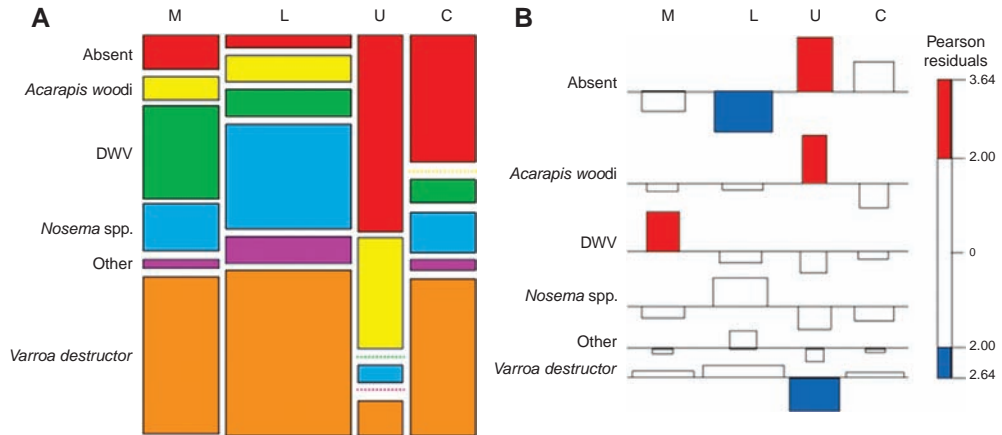 A
M L U C
Absent
Acarapis woodi
DWV
Nosema spp.
Other
Varroa destructor
B
M L U C
Absent
Acarapis woodi
DWV
Nosema spp.
Other
Varroa destructor
Pearson
residuals
3.64
2.00
0
2.00
2.64